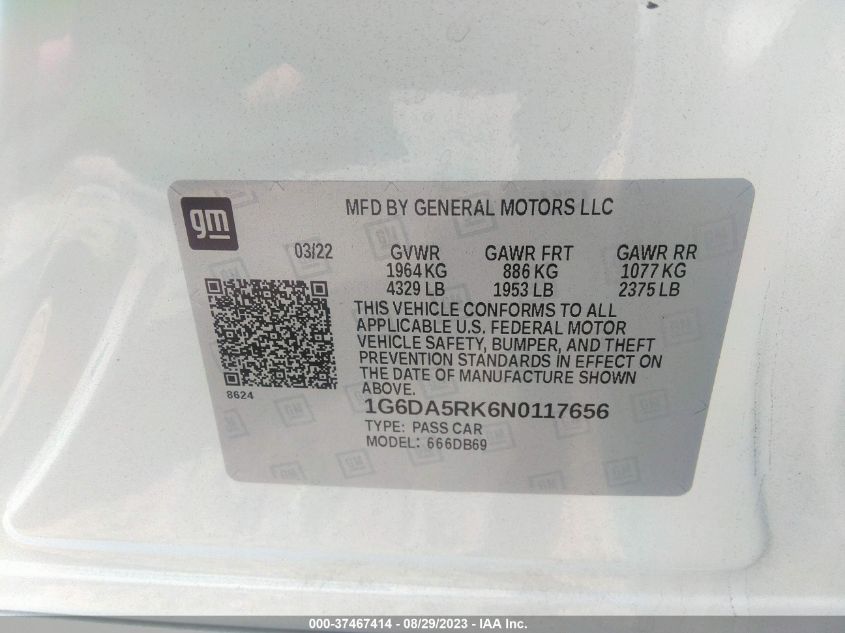 gm
MFD BY GENERAL MOTORS LLC
03/22 GVWR GAWR FRT GAWR RR
1964 KG 886 KG 1077 KG
4329 LB 1953 LB 2375 LB
THIS VEHICLE CONFORMS TO ALL
APPLICABLE U.S. FEDERAL MOTOR
VEHICLE SAFETY, BUMPER, AND THEFT
PREVENTION STANDARDS IN EFFECT ON
THE DATE OF MANUFACTURE SHOWN
ABOVE.
8624
1G6DA5RK6N0117656
TYPE: PASS CAR
MODEL: 666DB69
000-37467414 - 08/29/2023 - IAA Inc.